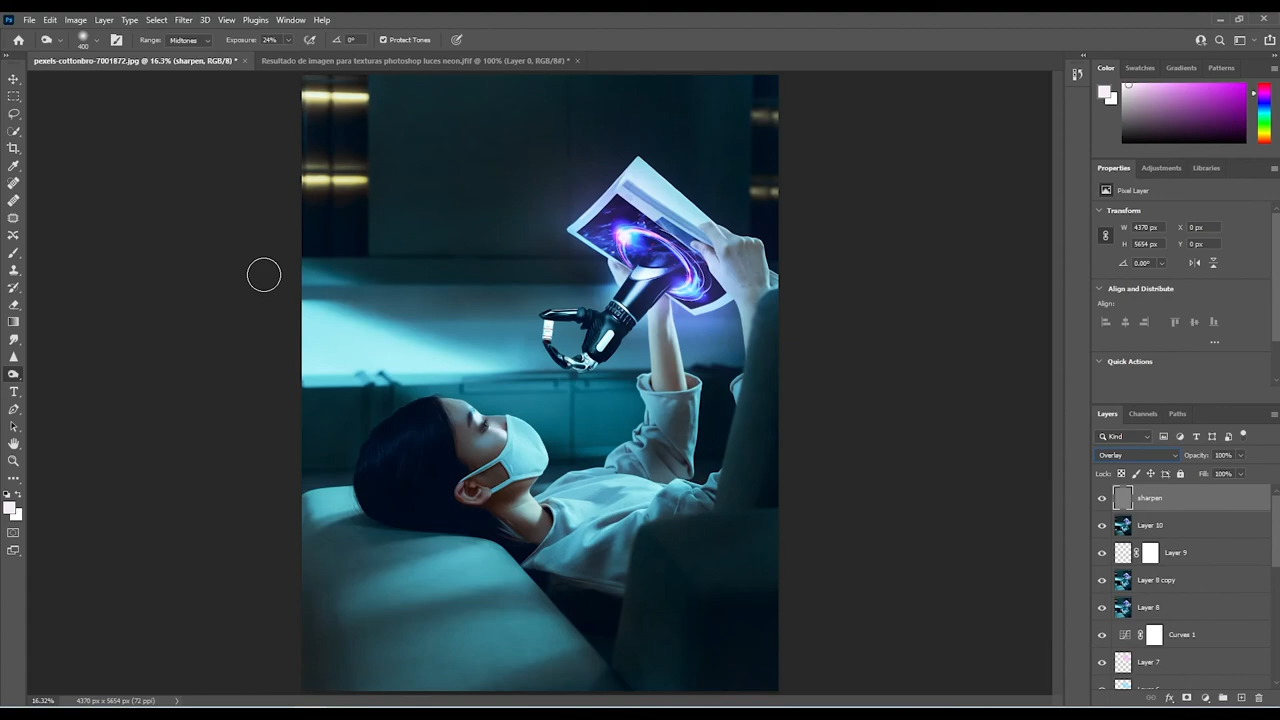 Ps File Edit Image Layer Type Select Filter 3D View Plugins Window Help
400 Range: Midtones Exposure: 24% 0° Protect Tones
pexels-cottonbro-7001872.jpg @ 16.3% (sharpen, RGB/8) * × Resultado de imagen para texturas photoshop luces neon.jfif @ 100% (Layer 0, RGB/8#) * ×
Color Swatches Gradients Patterns
Properties Adjustments Libraries
Pixel Layer
Transform
W 4370 px X 0 px
H 5654 px Y 0 px
0.00°
Align and Distribute
Align:
Quick Actions
Layers Channels Paths
Kind
Overlay Opacity: 100%
Lock: Fill: 100%
sharpen
Layer 10
Layer 9
Layer 8 copy
Layer 8
Curves 1
Layer 7
16.32% 4370 px x 5654 px (72 ppi)